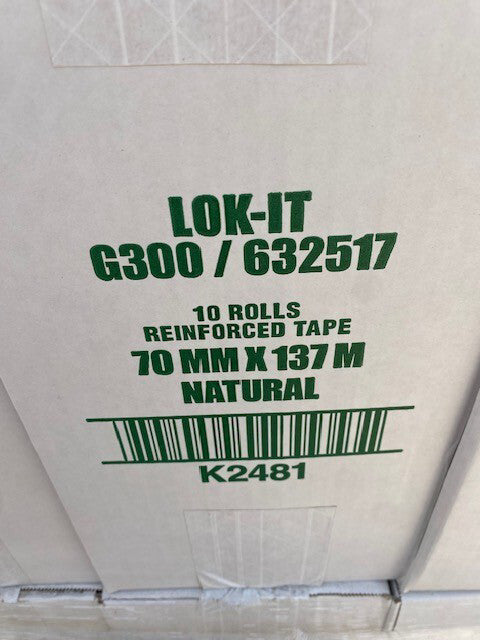 LOK-IT
G300 / 632517
10 ROLLS
REINFORCED TAPE
70 MM X 137 M
NATURAL
K2481